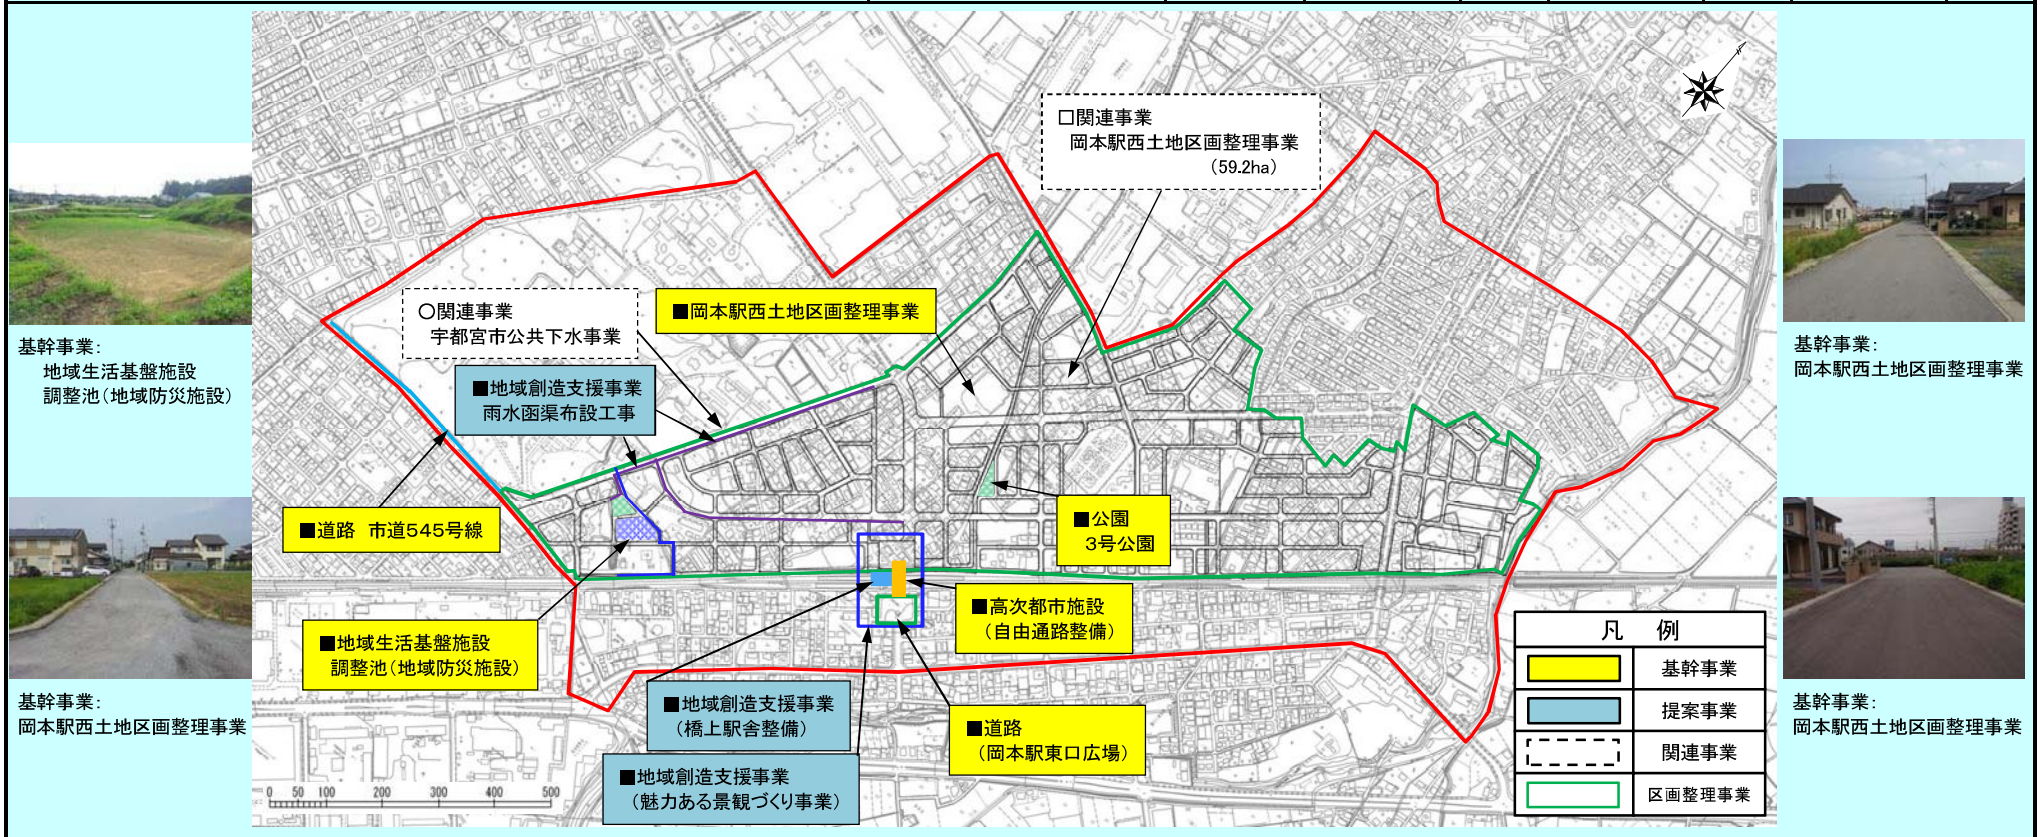 □関連事業
岡本駅西土地区画整理事業
(59.2ha)
○関連事業
宇都宮市公共下水事業
■岡本駅西土地区画整理事業
■地域創造支援事業
雨水函渠布設工事
■道路 市道545号線
■公園
3号公園
■地域生活基盤施設
調整池(地域防災施設)
■高次都市施設
(自由通路整備)
■地域創造支援事業
(橋上駅舎整備)
■道路
(岡本駅東口広場)
■地域創造支援事業
(魅力ある景観づくり事業)
0 50 100 200 300 400 500
凡 例
基幹事業
提案事業
関連事業
区画整理事業
基幹事業:
地域生活基盤施設
調整池(地域防災施設)
基幹事業:
岡本駅西土地区画整理事業
基幹事業:
岡本駅西土地区画整理事業
基幹事業:
岡本駅西土地区画整理事業